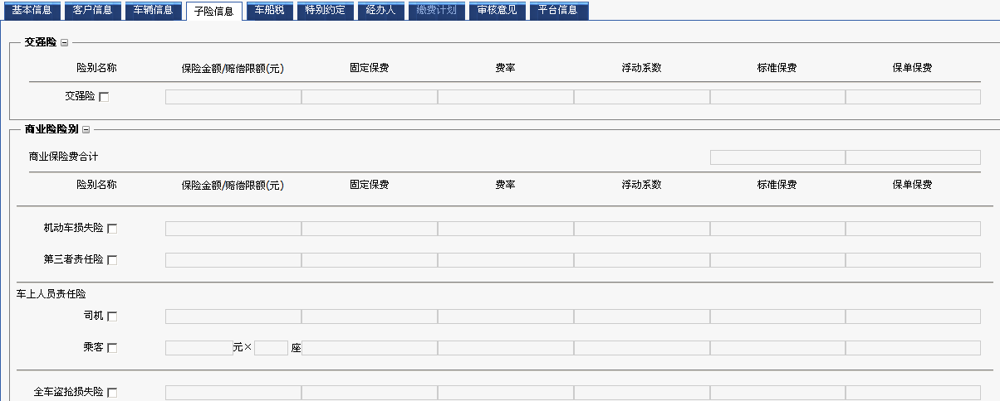 基本信息 客户信息 车辆信息 子险信息 车船税 特别约定 经办人 缴费计划 审核意见 平台信息
交强险
险别名称 保险金额/赔偿限额(元) 固定保费 费率 浮动系数 标准保费 保单保费
交强险
商业险险别
商业保险费合计
险别名称 保险金额/赔偿限额(元) 固定保费 费率 浮动系数 标准保费 保单保费
机动车损失险
第三者责任险
车上人员责任险
司机
乘客 元× 座
全车盗抢损失险